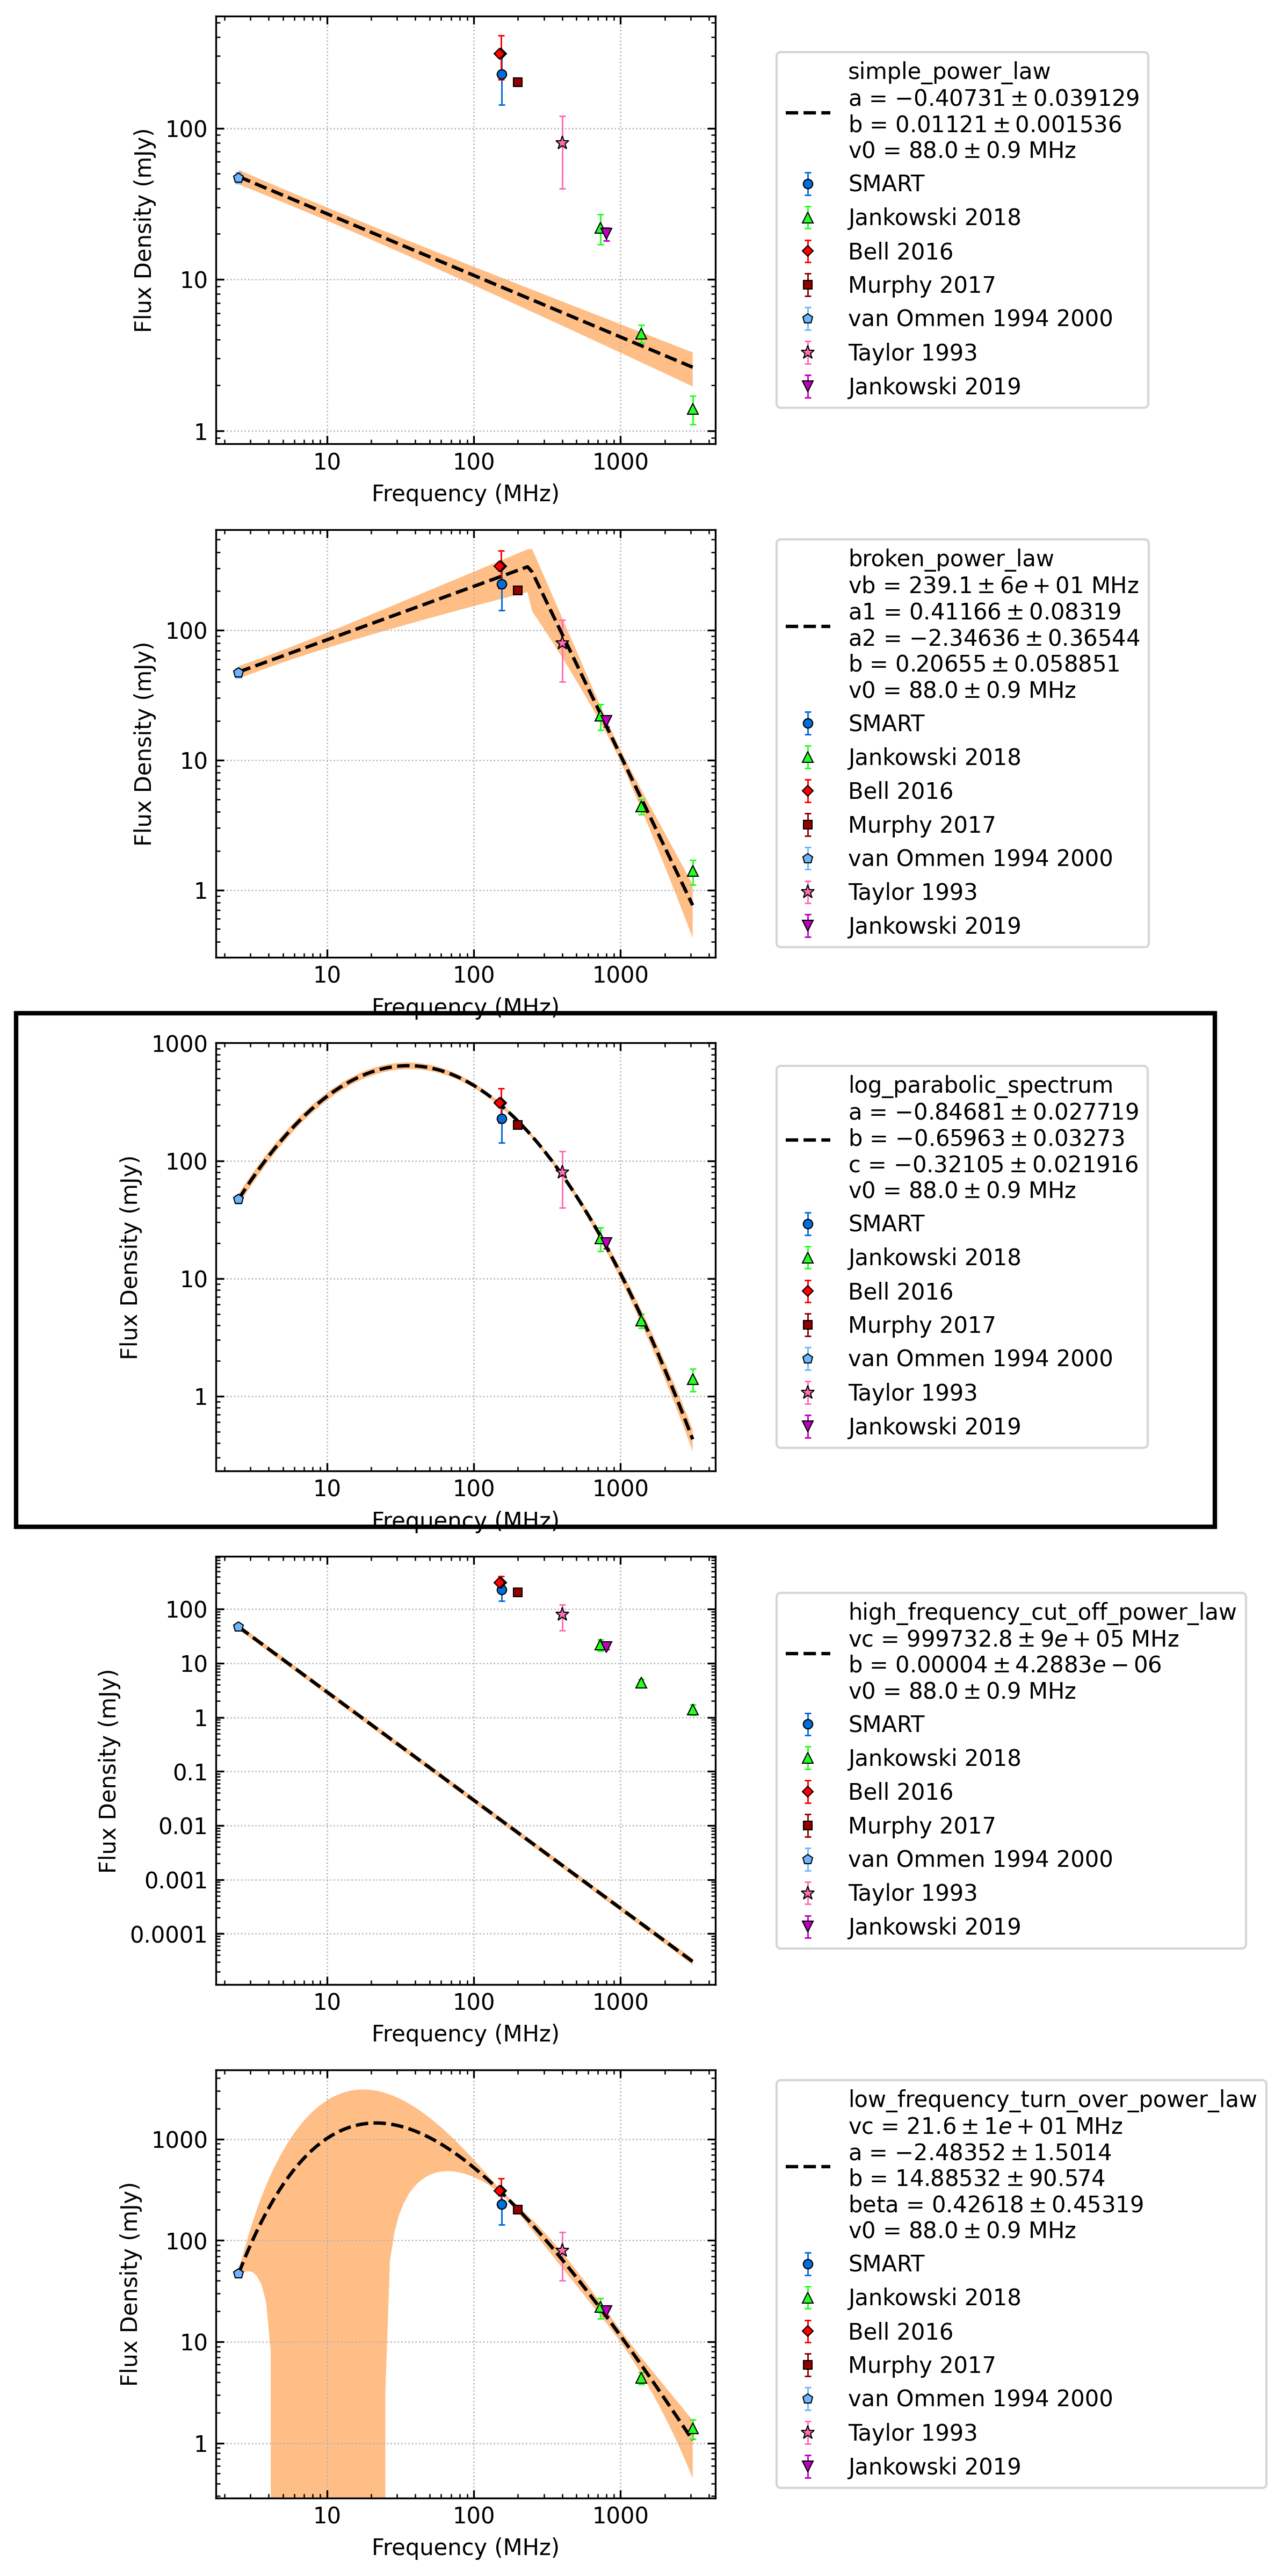 100
10
1
Flux Density (mJy)
10 100 1000
Frequency (MHz)
simple_power_law
a = −0.40731 ± 0.039129
b = 0.01121 ± 0.001536
v0 = 88.0 ± 0.9 MHz
SMART
Jankowski 2018
Bell 2016
Murphy 2017
van Ommen 1994 2000
Taylor 1993
Jankowski 2019
100
10
1
Flux Density (mJy)
10 100 1000
Frequency (MHz)
broken_power_law
vb = 239.1 ± 6e + 01 MHz
a1 = 0.41166 ± 0.08319
a2 = −2.34636 ± 0.36544
b = 0.20655 ± 0.058851
v0 = 88.0 ± 0.9 MHz
SMART
Jankowski 2018
Bell 2016
Murphy 2017
van Ommen 1994 2000
Taylor 1993
Jankowski 2019
1000
100
10
1
Flux Density (mJy)
10 100 1000
Frequency (MHz)
log_parabolic_spectrum
a = −0.84681 ± 0.027719
b = −0.65963 ± 0.03273
c = −0.32105 ± 0.021916
v0 = 88.0 ± 0.9 MHz
SMART
Jankowski 2018
Bell 2016
Murphy 2017
van Ommen 1994 2000
Taylor 1993
Jankowski 2019
100
10
1
0.1
0.01
0.001
0.0001
Flux Density (mJy)
10 100 1000
Frequency (MHz)
high_frequency_cut_off_power_law
vc = 999732.8 ± 9e + 05 MHz
b = 0.00004 ± 4.2883e − 06
v0 = 88.0 ± 0.9 MHz
SMART
Jankowski 2018
Bell 2016
Murphy 2017
van Ommen 1994 2000
Taylor 1993
Jankowski 2019
1000
100
10
1
Flux Density (mJy)
10 100 1000
Frequency (MHz)
low_frequency_turn_over_power_law
vc = 21.6 ± 1e + 01 MHz
a = −2.48352 ± 1.5014
b = 14.88532 ± 90.574
beta = 0.42618 ± 0.45319
v0 = 88.0 ± 0.9 MHz
SMART
Jankowski 2018
Bell 2016
Murphy 2017
van Ommen 1994 2000
Taylor 1993
Jankowski 2019